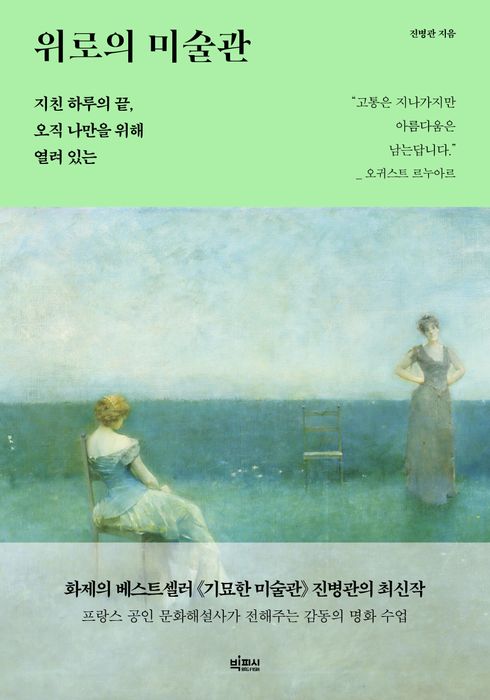 위로의 미술관
진병관 지음
지친 하루의 끝,
오직 나만을 위해
열려 있는
“고통은 지나가지만
아름다움은
남는답니다.”
_ 오귀스트 르누아르
화제의 베스트셀러 《기묘한 미술관》 진병관의 최신작
프랑스 공인 문화해설사가 전해주는 감동의 명화 수업
빅피시
BIG FISH